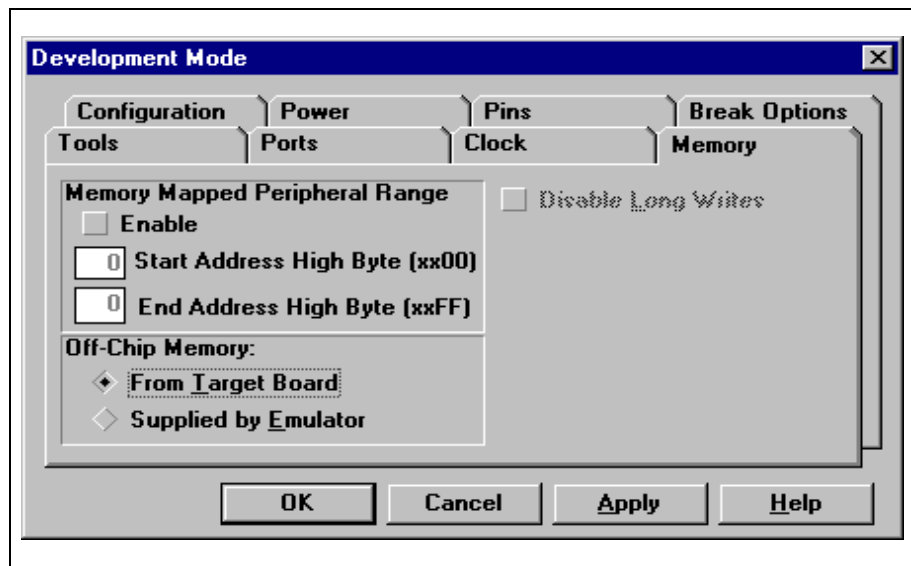 Development Mode
Configuration Power Pins Break Options
Tools Ports Clock Memory
Memory Mapped Peripheral Range
Enable
0 Start Address High Byte (xx00)
0 End Address High Byte (xxFF)
Disable Long Writes
Off-Chip Memory:
From Target Board
Supplied by Emulator
OK Cancel Apply Help